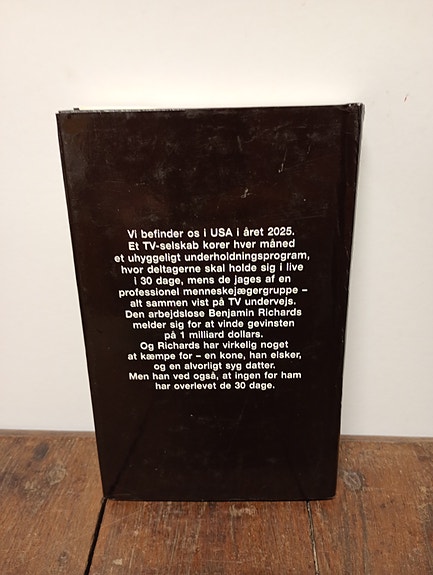 Vi befinder os i USA i året 2025.
Et TV-selskab kører hver måned
et uhyggeligt underholdningsprogram,
hvor deltagerne skal holde sig i live
i 30 dage, mens de jages af en
professionel menneskejægergruppe –
alt sammen vist på TV undervejs.
Den arbejdsløse Benjamin Richards
melder sig for at vinde gevinsten
på 1 milliard dollars.
Og Richards har virkelig noget
at kæmpe for – en kone, han elsker,
og en alvorligt syg datter.
Men han ved også, at ingen før ham
har overlevet de 30 dage.